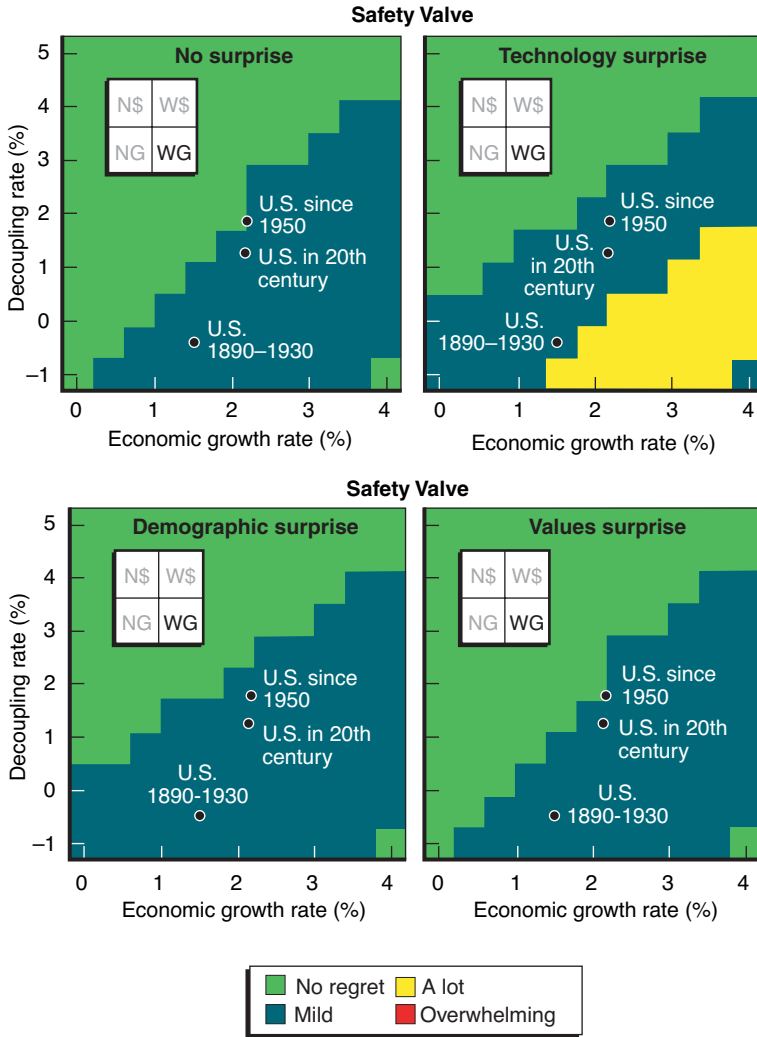 Safety Valve
No surprise
N$ W$
NG WG
U.S. since
1950
U.S. in 20th
century
U.S.
1890–1930
5
4
3
2
1
0
–1
Decoupling rate (%)
0 1 2 3 4
Economic growth rate (%)
Technology surprise
N$ W$
NG WG
U.S. since
1950
U.S.
in 20th
century
U.S.
1890–1930
0 1 2 3 4
Economic growth rate (%)
Safety Valve
Demographic surprise
N$ W$
NG WG
U.S. since
1950
U.S. in 20th
century
U.S.
1890-1930
5
4
3
2
1
0
–1
Decoupling rate (%)
0 1 2 3 4
Economic growth rate (%)
Values surprise
N$ W$
NG WG
U.S. since
1950
U.S. in 20th
century
U.S.
1890-1930
0 1 2 3 4
Economic growth rate (%)
No regret A lot
Mild Overwhelming